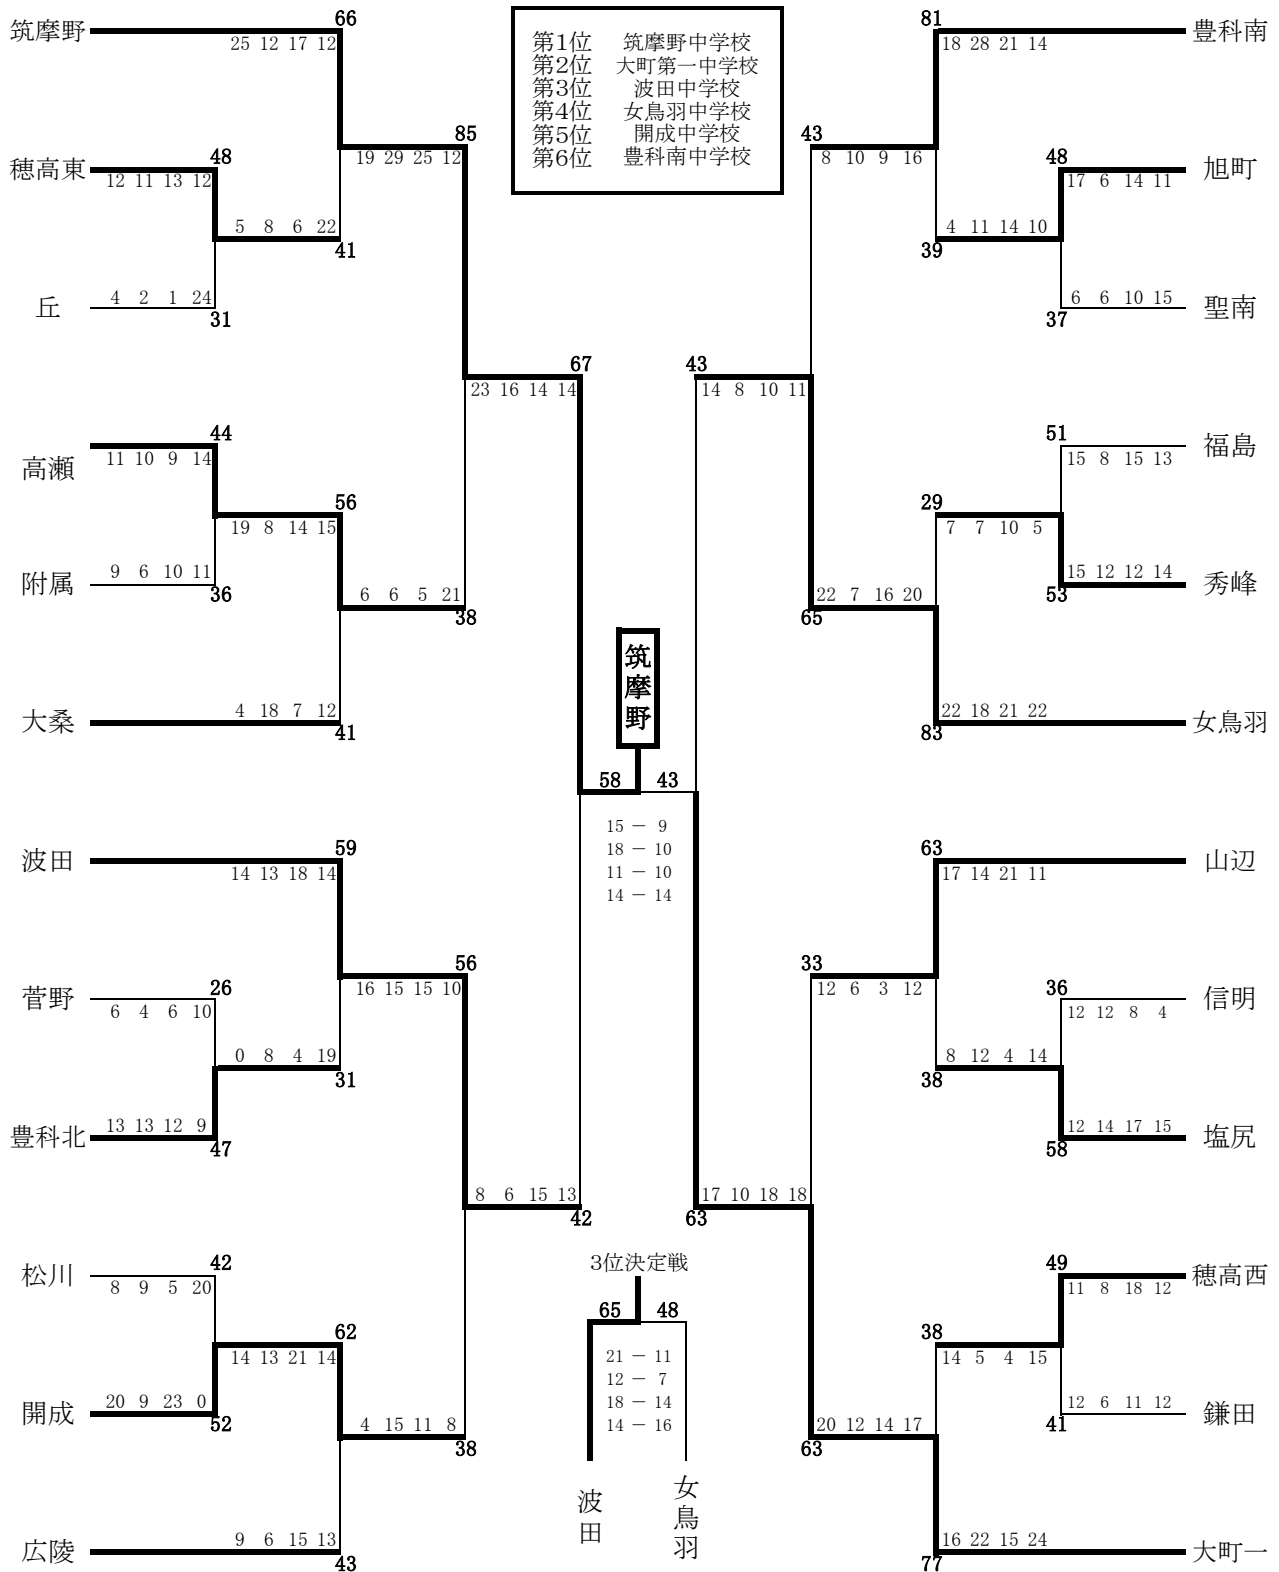 第1位 筑摩野中学校
第2位 大町第一中学校
第3位 波田中学校
第4位 女鳥羽中学校
第5位 開成中学校
第6位 豊科南中学校
筑摩野
66
25 12 17 12
85
19 29 25 12
穂高東
48
12 11 13 12
5 8 6 22
41
丘
4 2 1 24
31
67
23 16 14 14
高瀬
44
11 10 9 14
56
19 8 14 15
附属
9 6 10 11
36
6 6 5 21
38
大桑
4 18 7 12
41
波田
59
14 13 18 14
56
16 15 15 10
菅野
26
6 4 6 10
0 8 4 19
31
豊科北
13 13 12 9
47
8 6 15 13
42
松川
42
8 9 5 20
62
14 13 21 14
開成
20 9 23 0
52
4 15 11 8
38
広陵
9 6 15 13
43
筑摩野
58 43
15 － 9
18 － 10
11 － 10
14 － 14
3位決定戦
65 48
21 － 11
12 － 7
18 － 14
14 － 16
波田
女鳥羽
81
豊科南
18 28 21 14
43
8 10 9 16
48
旭町
17 6 14 11
4 11 14 10
39
6 6 10 15
聖南
37
43
14 8 10 11
51
福島
15 8 15 13
29
7 7 10 5
15 12 12 14
秀峰
53
22 7 16 20
65
22 18 21 22
女鳥羽
83
63
山辺
17 14 21 11
33
12 6 3 12
36
信明
12 12 8 4
8 12 4 14
38
12 14 17 15
塩尻
58
17 10 18 18
63
49
穂高西
11 8 18 12
38
14 5 4 15
12 6 11 12
鎌田
41
20 12 14 17
63
16 22 15 24
大町一
77